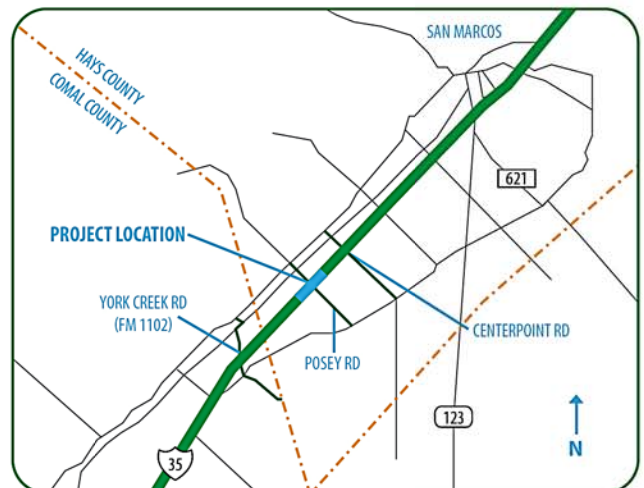 SAN MARCOS
HAYS COUNTY
COMAL COUNTY
621
PROJECT LOCATION
YORK CREEK RD
(FM 1102)
CENTERPOINT RD
POSEY RD
123
N
35